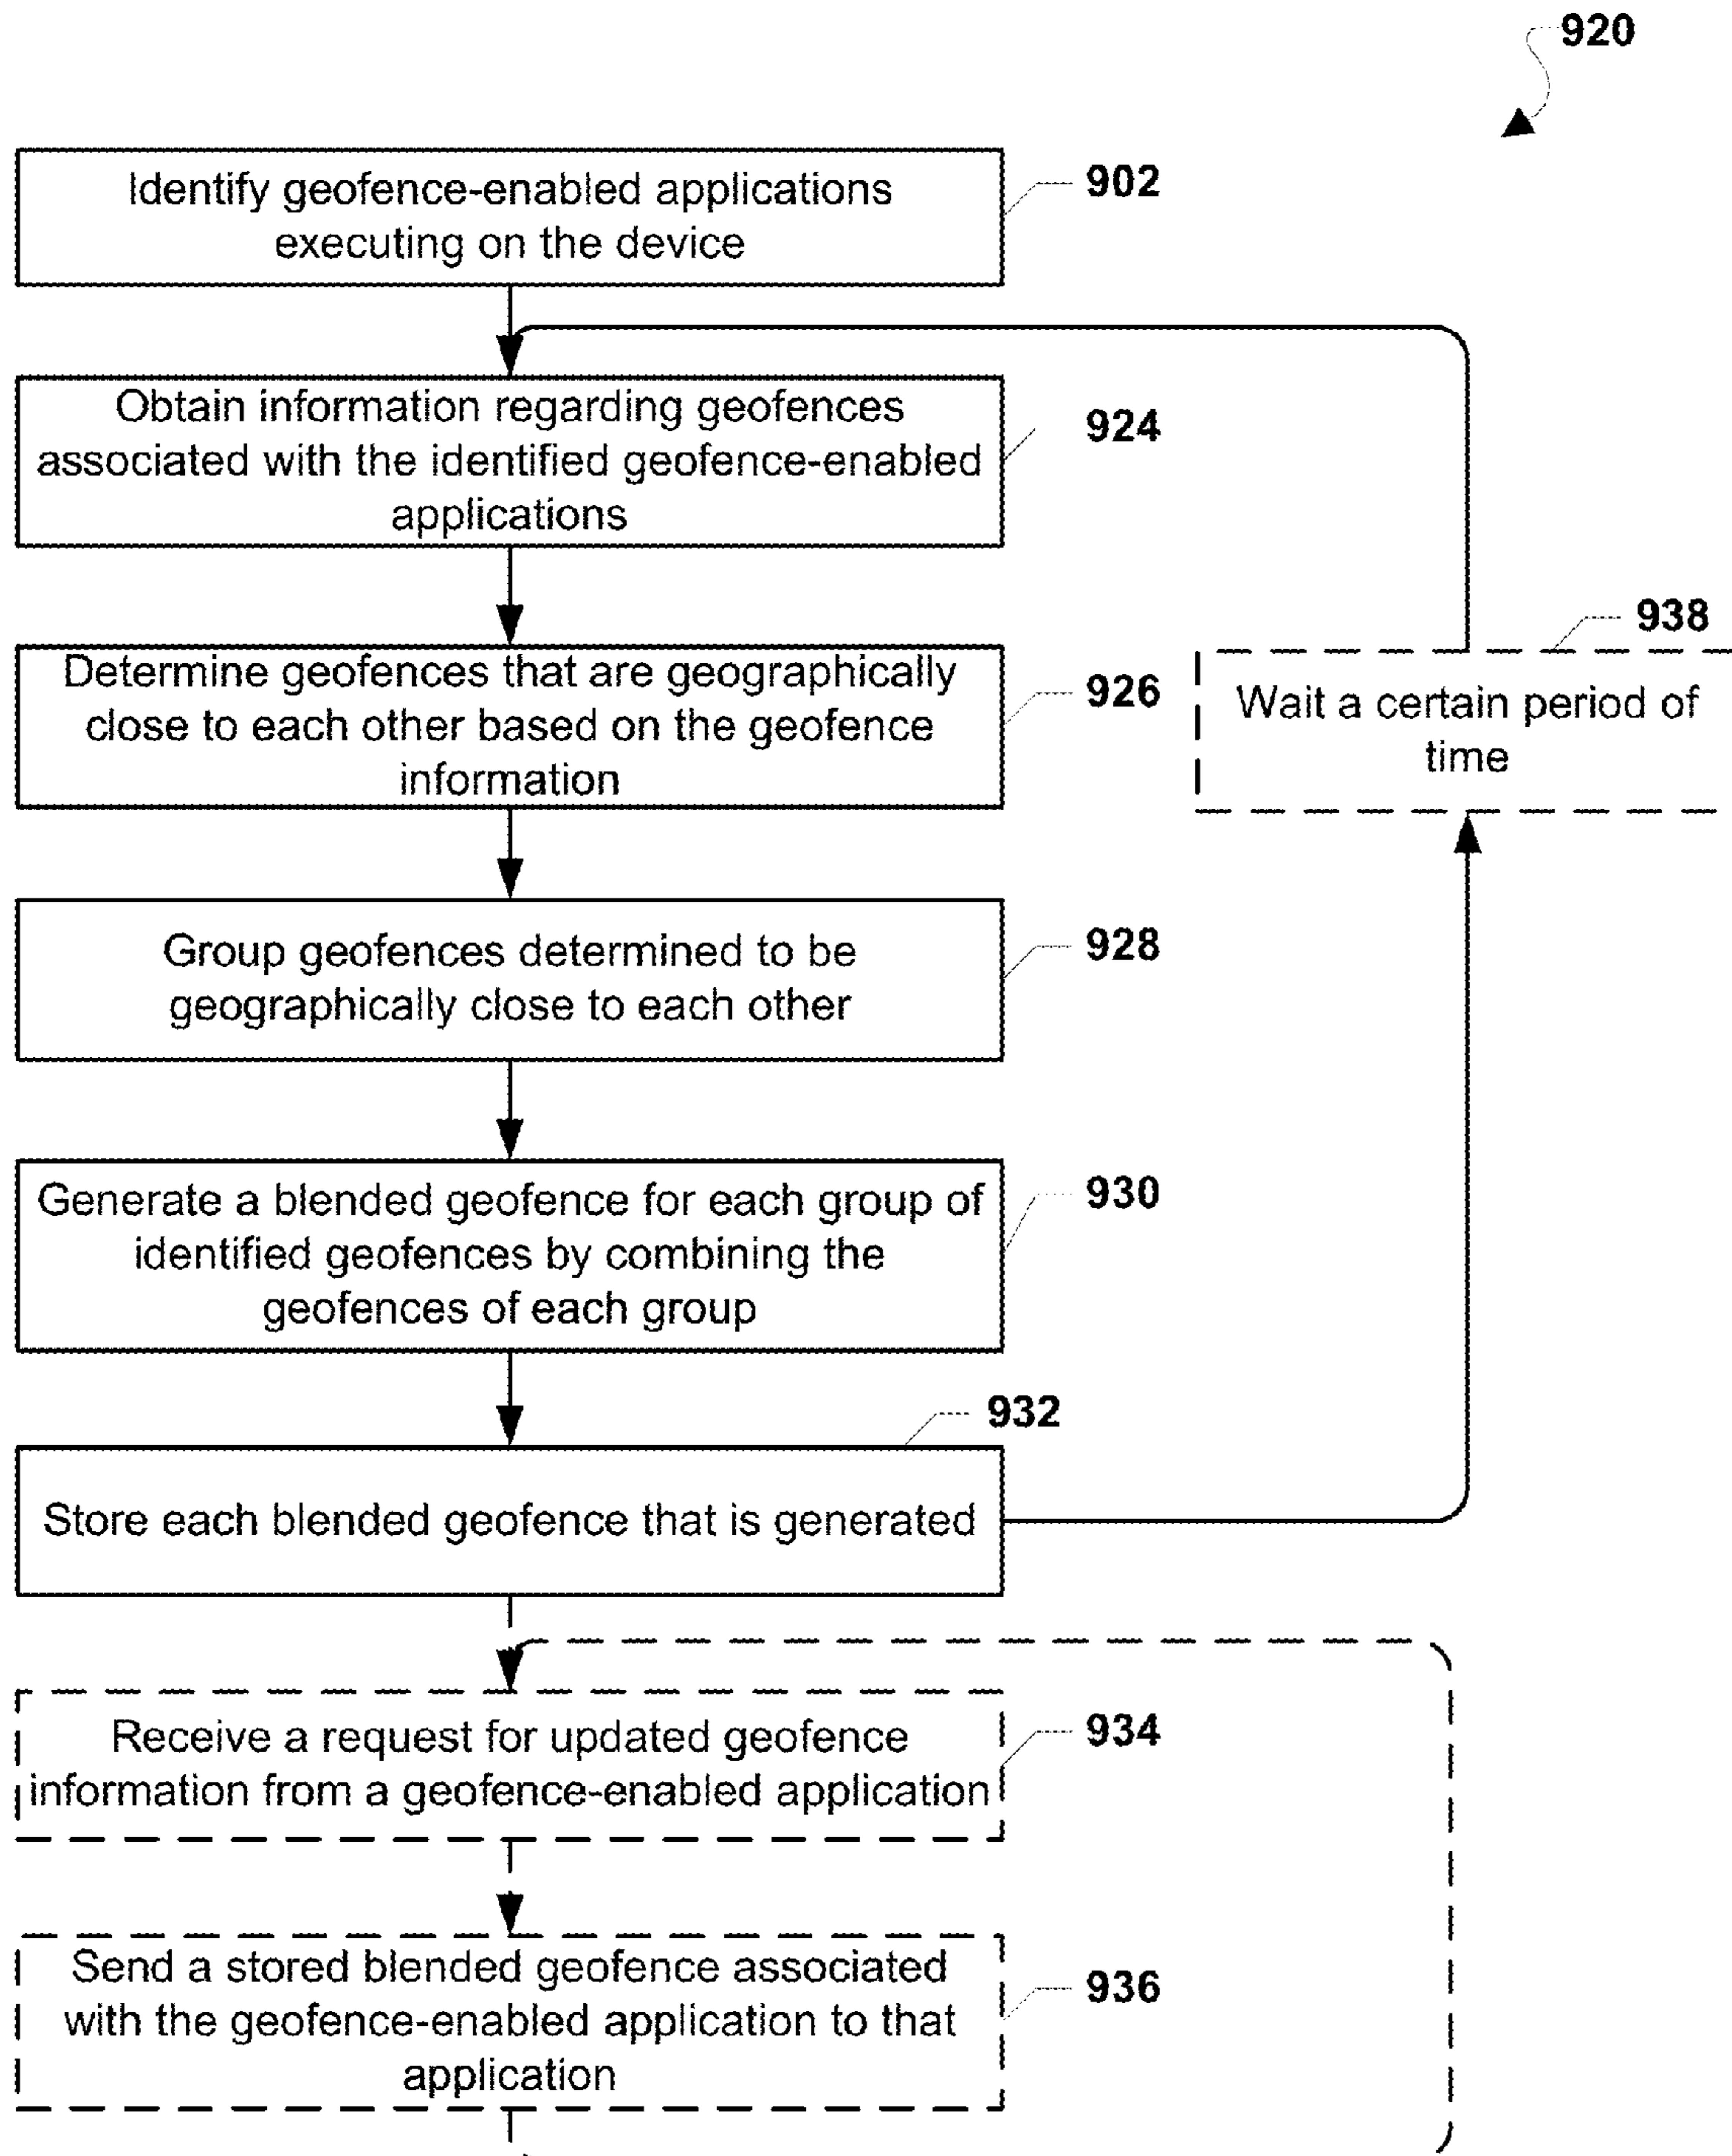 920
Identify geofence-enabled applications
executing on the device
902
Obtain information regarding geofences
associated with the identified geofence-enabled
applications
924
Determine geofences that are geographically
close to each other based on the geofence
information
926
938
Wait a certain period of
time
Group geofences determined to be
geographically close to each other
928
Generate a blended geofence for each group of
identified geofences by combining the
geofences of each group
930
932
Store each blended geofence that is generated
Receive a request for updated geofence
information from a geofence-enabled application
934
Send a stored blended geofence associated
with the geofence-enabled application to that
application
936